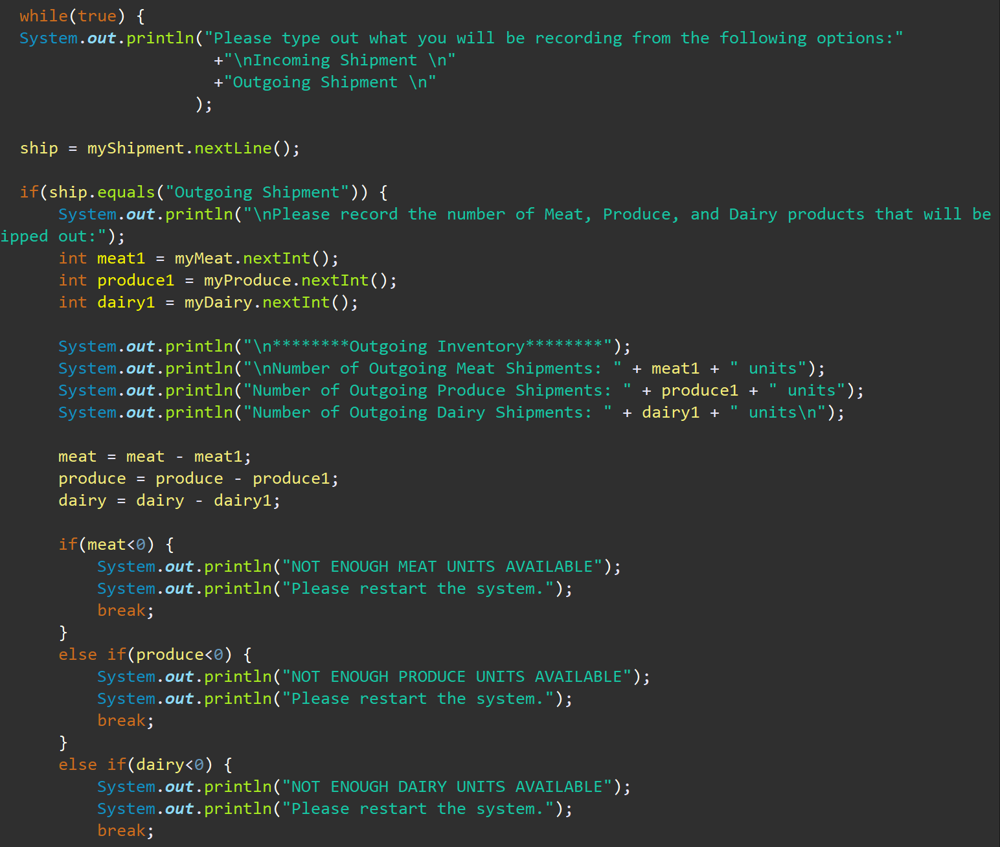 while(true) {
System.out.println("Please type out what you will be recording from the following options:"
+"\nIncoming Shipment \n"
+"Outgoing Shipment \n"
);
ship = myShipment.nextLine();
if(ship.equals("Outgoing Shipment")) {
System.out.println("\nPlease record the number of Meat, Produce, and Dairy products that will be
ipped out:");
int meat1 = myMeat.nextInt();
int produce1 = myProduce.nextInt();
int dairy1 = myDairy.nextInt();
System.out.println("\n********Outgoing Inventory********");
System.out.println("\nNumber of Outgoing Meat Shipments: " + meat1 + " units");
System.out.println("Number of Outgoing Produce Shipments: " + produce1 + " units");
System.out.println("Number of Outgoing Dairy Shipments: " + dairy1 + " units\n");
meat = meat - meat1;
produce = produce - produce1;
dairy = dairy - dairy1;
if(meat<0) {
System.out.println("NOT ENOUGH MEAT UNITS AVAILABLE");
System.out.println("Please restart the system.");
break;
}
else if(produce<0) {
System.out.println("NOT ENOUGH PRODUCE UNITS AVAILABLE");
System.out.println("Please restart the system.");
break;
}
else if(dairy<0) {
System.out.println("NOT ENOUGH DAIRY UNITS AVAILABLE");
System.out.println("Please restart the system.");
break;